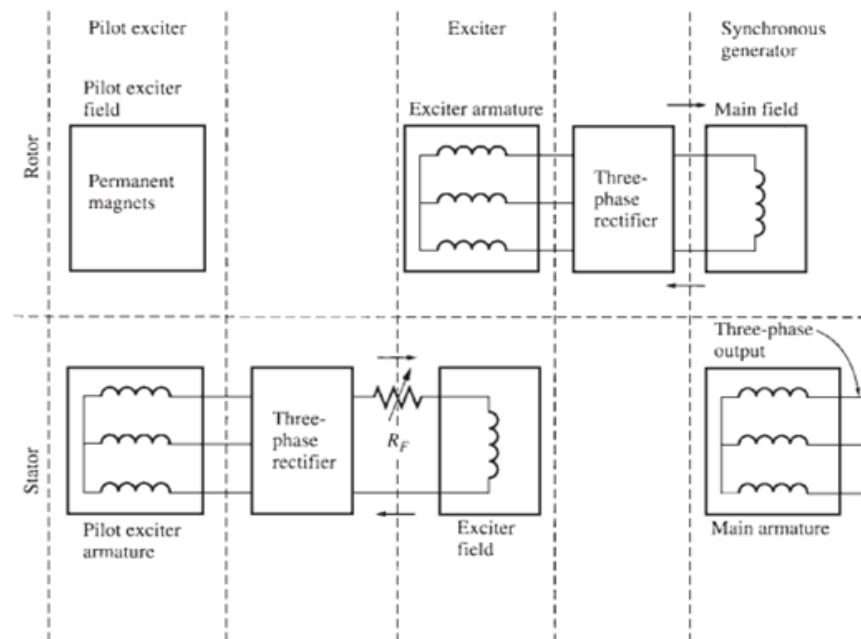 Pilot exciter
Exciter
Synchronous
generator
Pilot exciter
field
Exciter armature
Main field
Rotor
Permanent
magnets
Three-
phase
rectifier
Three-phase
output
Stator
Three-
phase
rectifier
R_F
Pilot exciter
armature
Exciter
field
Main armature